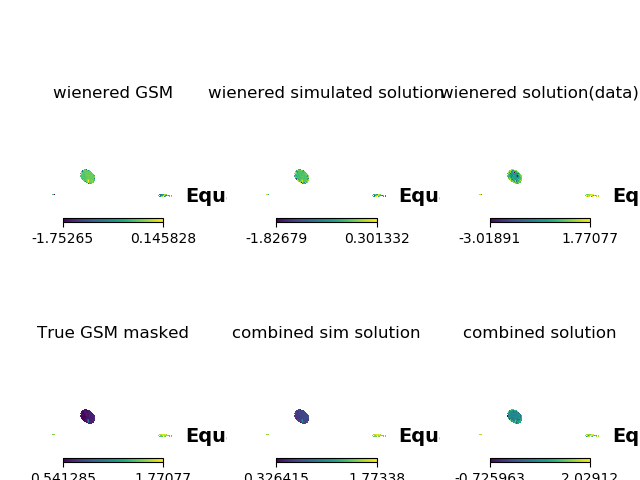 wienered GSM wienered simulated solution wienered solution(data)
Equ Equ Eq
-1.75265 0.145828 -1.82679 0.301332 -3.01891 1.77077
True GSM masked combined sim solution combined solution
Equ Equ Eq
0.541285 1.77077 0.326415 1.77338 -0.725963 2.02912